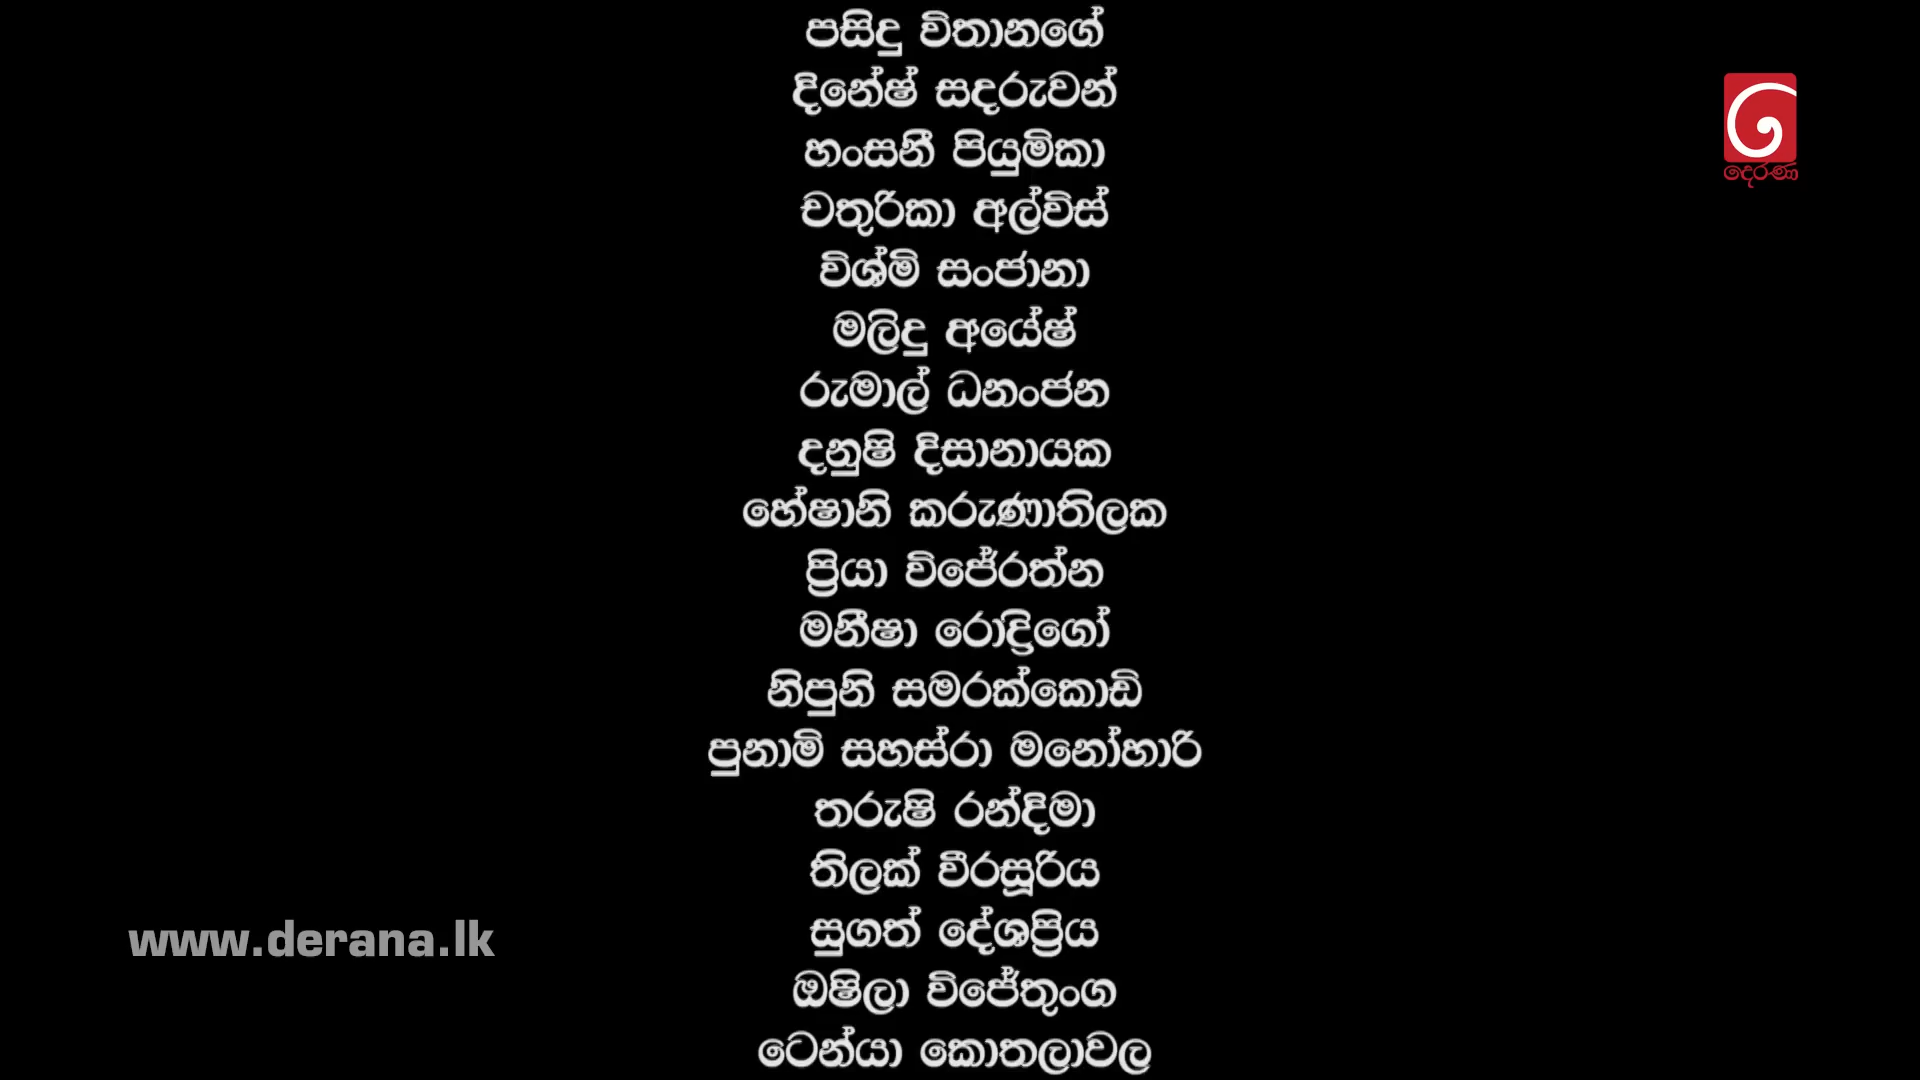 පසිඳු විතානගේ
දිනේෂ් සඳරුවන්
හංසනී පියුමිකා
චතුරිකා අල්විස්
විශ්මි සංජානා
මලිඳු අයේෂ්
රුමාල් ධනංජන
දනුෂි දිසානායක
හේෂානි කරුණාතිලක
ප්‍රියා විජේරත්න
මනීෂා රොද්‍රිගෝ
නිපුනි සමරක්කොඩි
පුනාමි සහස්රා මනෝහාරි
තරුෂි රන්දිමා
තිලක් වීරසූරිය
සුගත් දේශප්‍රිය
ඔෂිලා විජේතුංග
ටෙන්යා කොතලාවල
දෙරණ
www.derana.lk